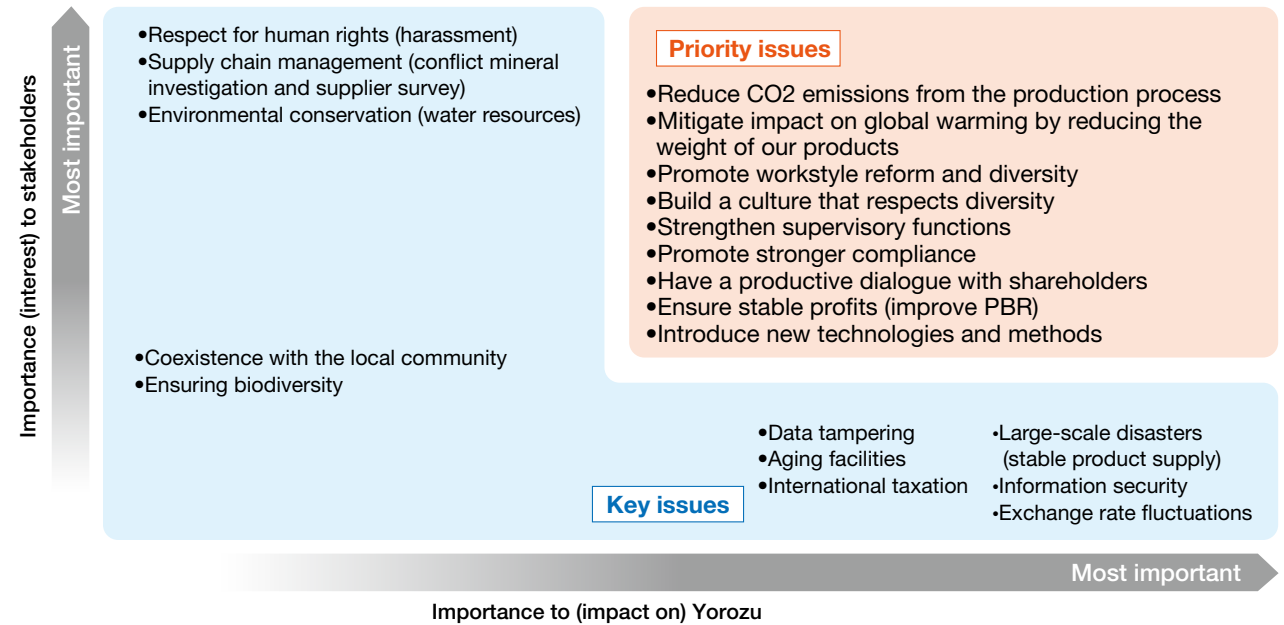 Importance (interest) to stakeholders
Most important
•Respect for human rights (harassment)
•Supply chain management (conflict mineral
investigation and supplier survey)
•Environmental conservation (water resources)
•Coexistence with the local community
•Ensuring biodiversity
Priority issues
•Reduce CO2 emissions from the production process
•Mitigate impact on global warming by reducing the
weight of our products
•Promote workstyle reform and diversity
•Build a culture that respects diversity
•Strengthen supervisory functions
•Promote stronger compliance
•Have a productive dialogue with shareholders
•Ensure stable profits (improve PBR)
•Introduce new technologies and methods
Key issues
•Data tampering
•Aging facilities
•International taxation
•Large-scale disasters
(stable product supply)
•Information security
•Exchange rate fluctuations
Most important
Importance to (impact on) Yorozu